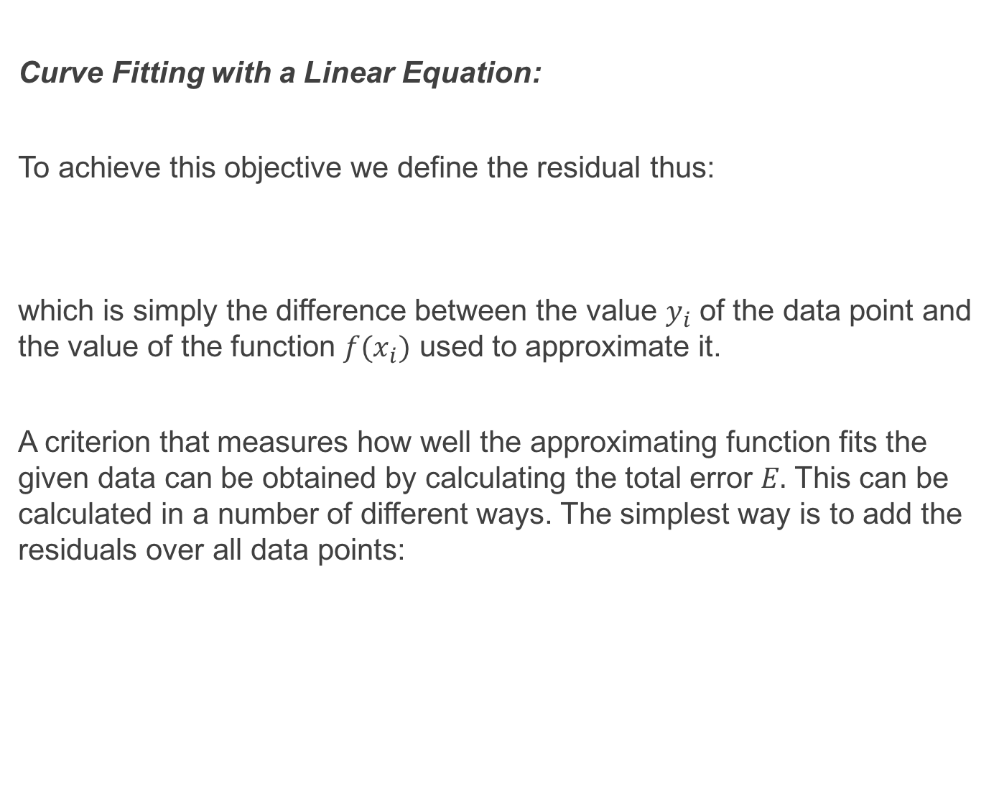 Curve Fitting with a Linear Equation:
To achieve this objective we define the residual thus:
which is simply the difference between the value 𝑦ᵢ of the data point and
the value of the function 𝑓(𝑥ᵢ) used to approximate it.
A criterion that measures how well the approximating function fits the
given data can be obtained by calculating the total error 𝐸. This can be
calculated in a number of different ways. The simplest way is to add the
residuals over all data points: